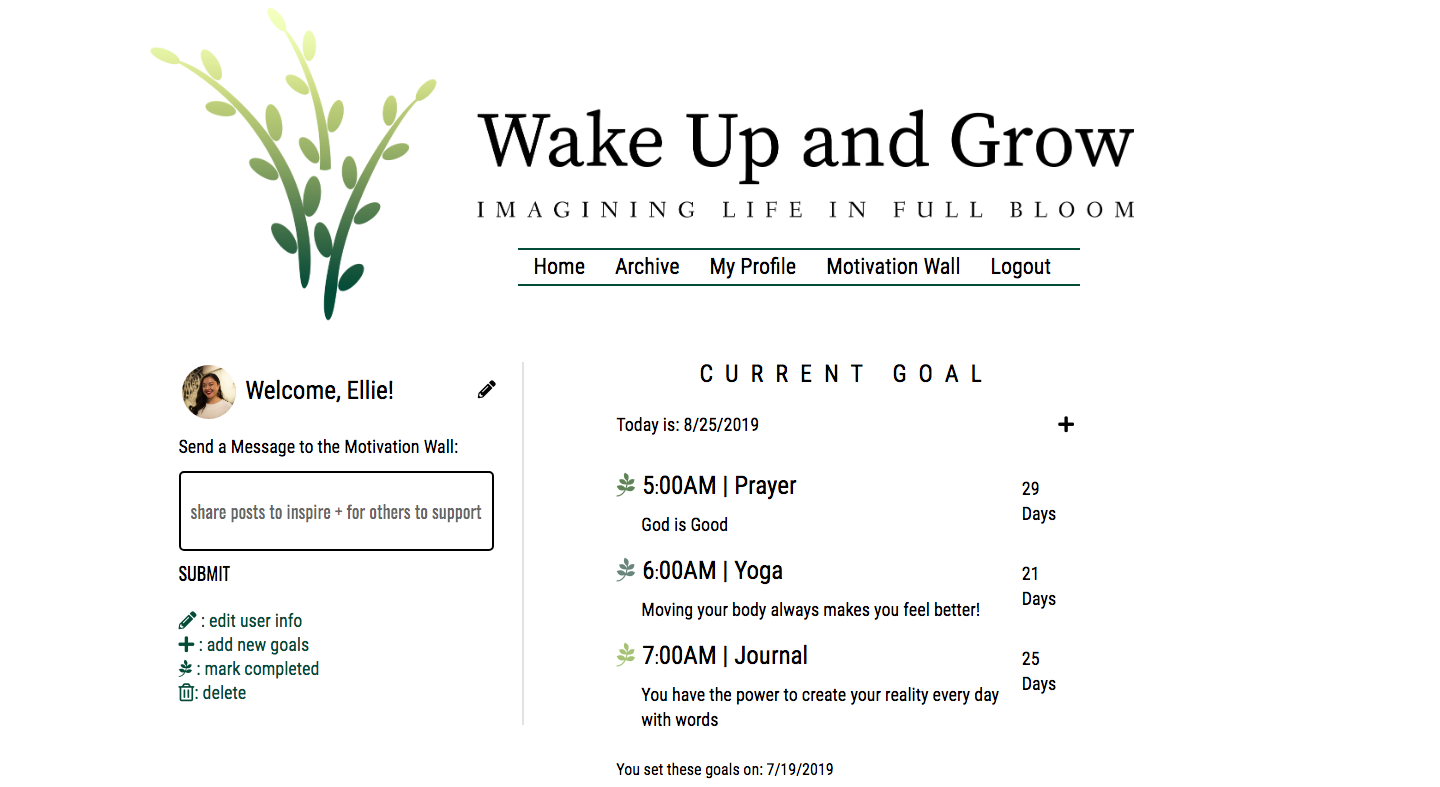 Wake Up and Grow
IMAGINING LIFE IN FULL BLOOM
Home Archive My Profile Motivation Wall Logout
Welcome, Ellie!
Send a Message to the Motivation Wall:
share posts to inspire + for others to support
SUBMIT
: edit user info
: add new goals
: mark completed
: delete
CURRENT GOAL
Today is: 8/25/2019
5:00AM | Prayer
God is Good
29
Days
6:00AM | Yoga
Moving your body always makes you feel better!
21
Days
7:00AM | Journal
You have the power to create your reality every day
with words
25
Days
You set these goals on: 7/19/2019